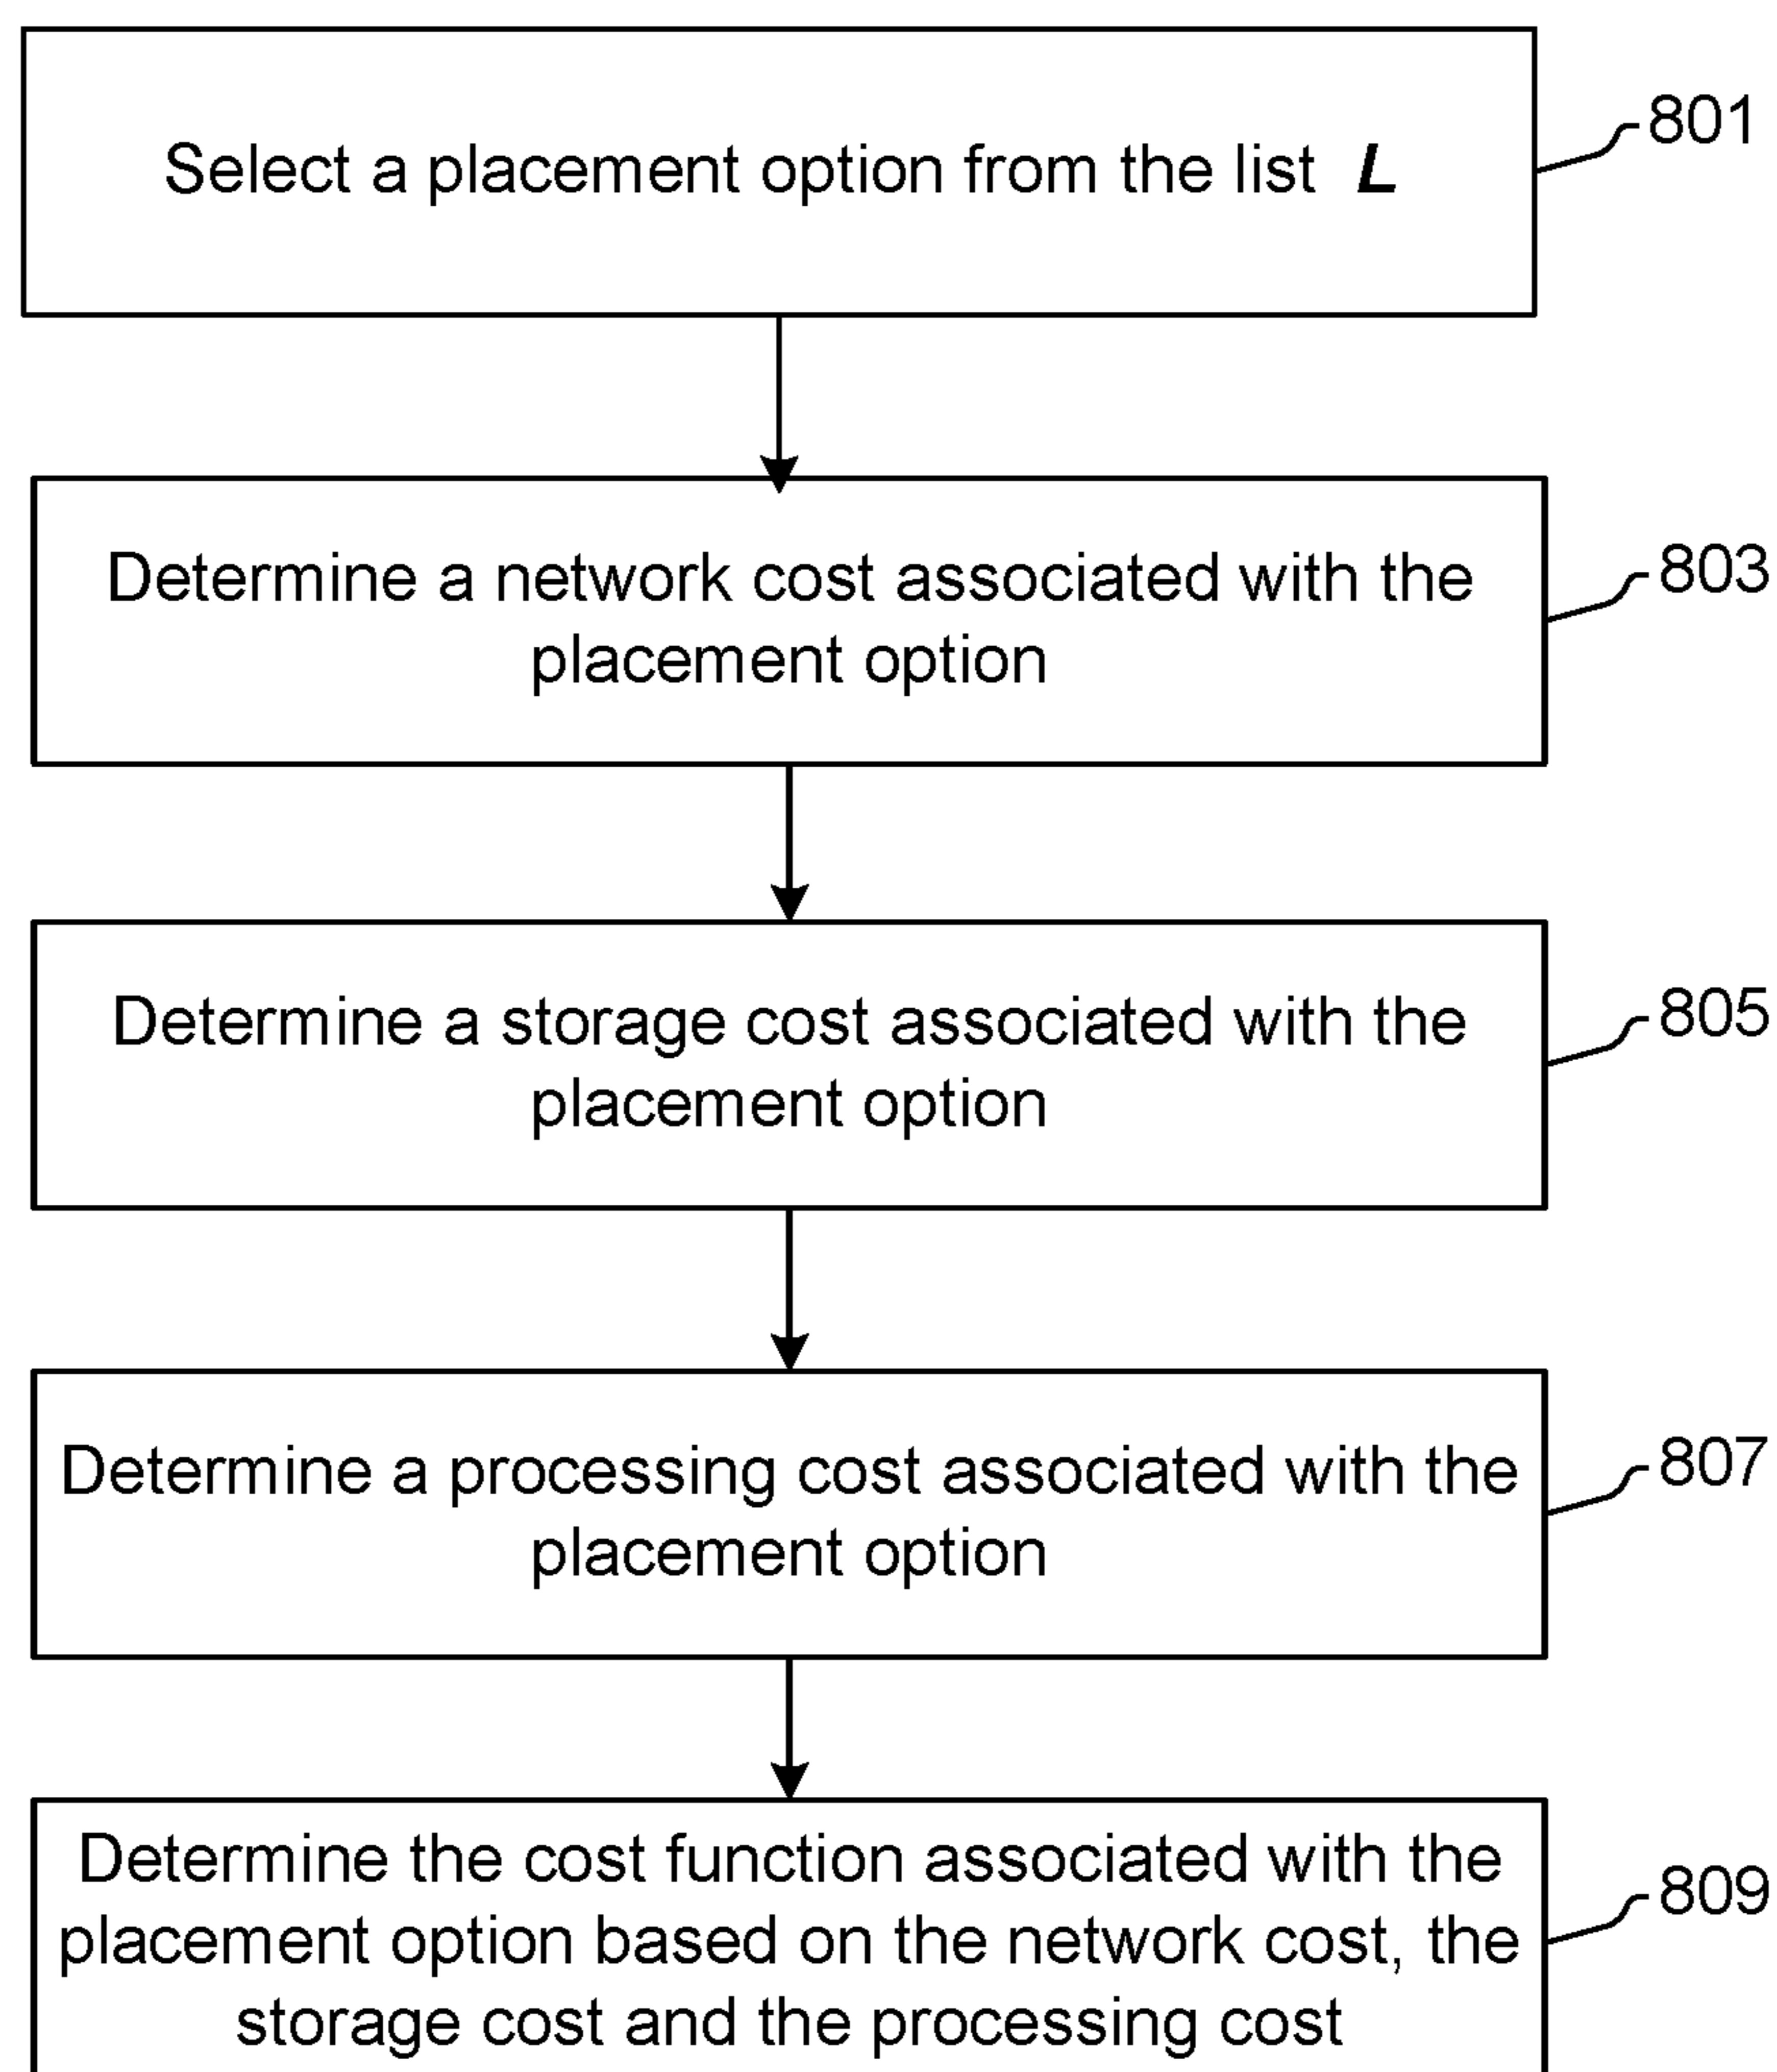 Select a placement option from the list L
801
Determine a network cost associated with the
placement option
803
Determine a storage cost associated with the
placement option
805
Determine a processing cost associated with the
placement option
807
Determine the cost function associated with the
placement option based on the network cost, the
storage cost and the processing cost
809